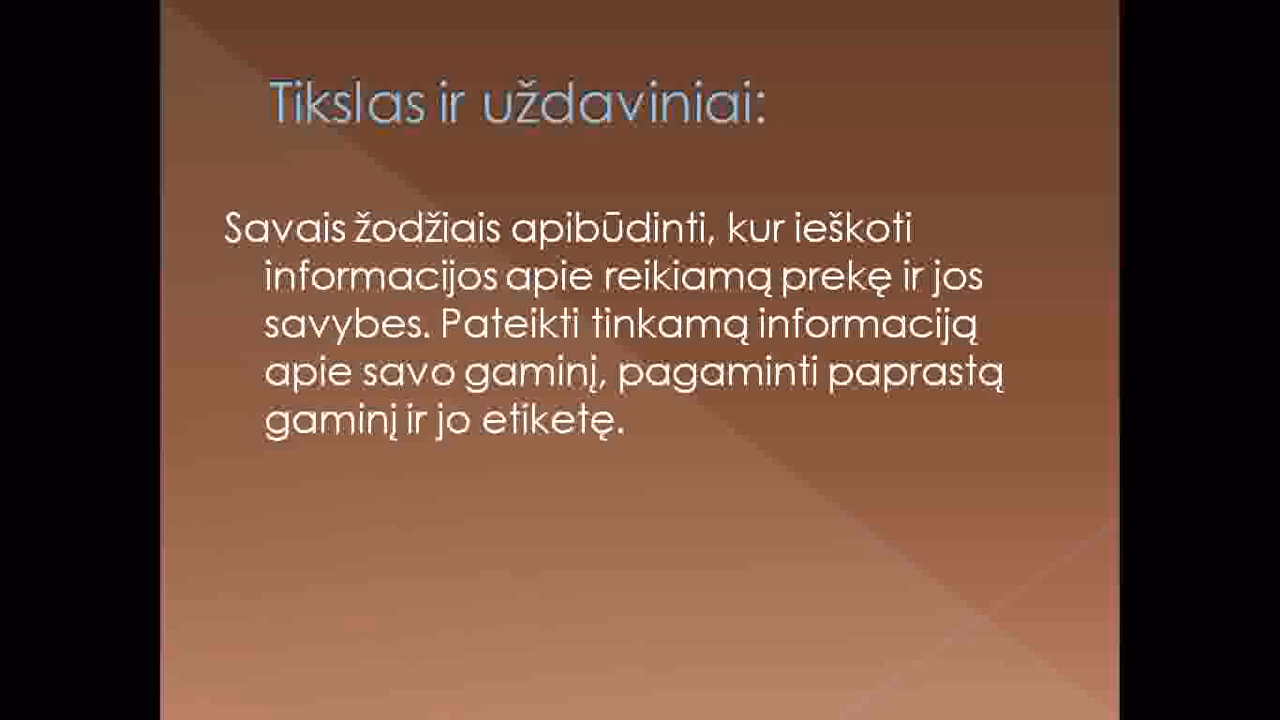 Tikslas ir uždaviniai:
Savais žodžiais apibūdinti, kur ieškoti
informacijos apie reikiamą prekę ir jos
savybes. Pateikti tinkamą informaciją
apie savo gaminį, pagaminti paprastą
gaminį ir jo etiketę.